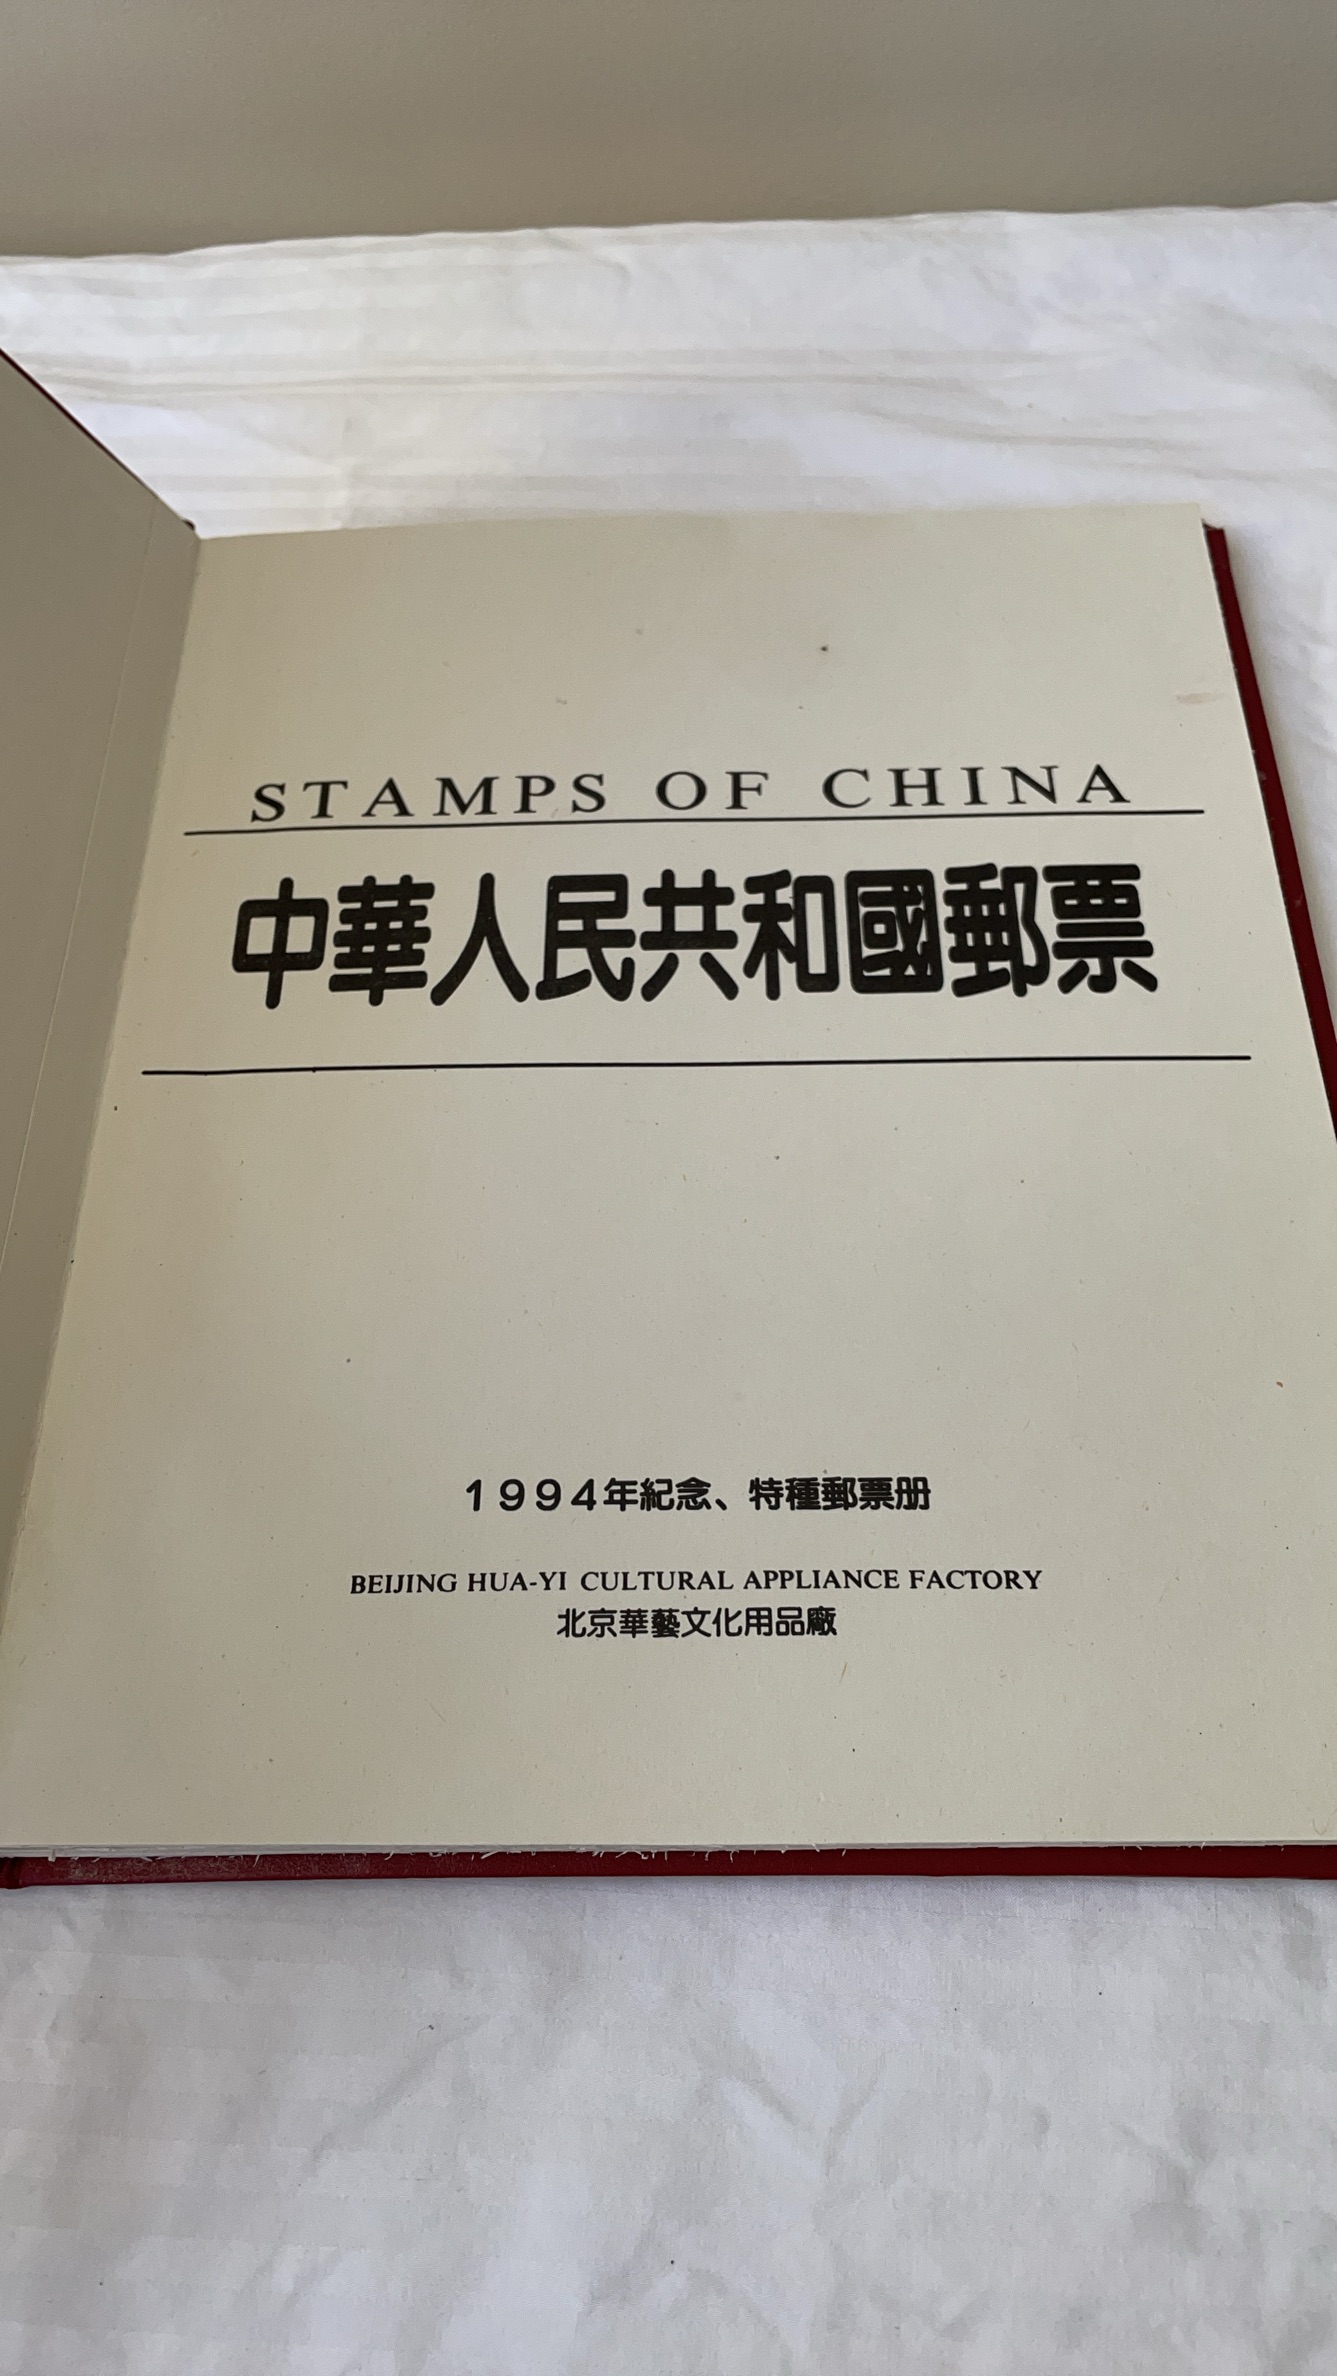 STAMPS OF CHINA
中華人民共和國郵票
1994年紀念、特種郵票册
BEIJING HUA-YI CULTURAL APPLIANCE FACTORY
北京華藝文化用品廠